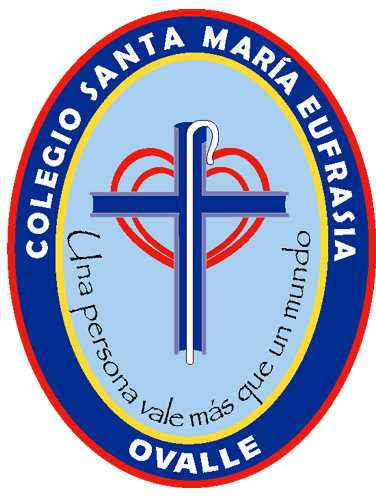 COLEGIO SANTA MARÍA EUFRASIA
Una persona vale más que un mundo
OVALLE